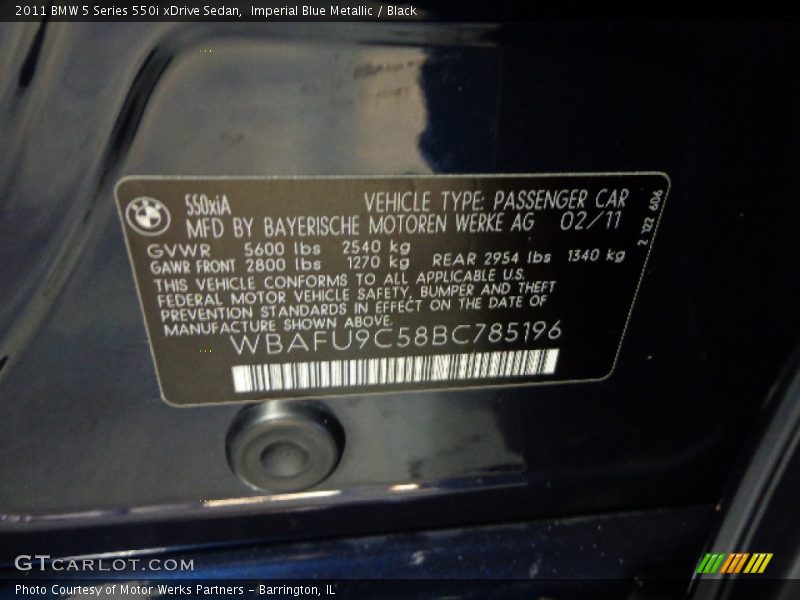 2011 BMW 5 Series 550i xDrive Sedan, Imperial Blue Metallic / Black
550xiA
VEHICLE TYPE: PASSENGER CAR
MFD BY BAYERISCHE MOTOREN WERKE AG 02/11
GVWR 5600 lbs 2540 kg
GAWR FRONT 2800 lbs 1270 kg REAR 2954 lbs 1340 kg
THIS VEHICLE CONFORMS TO ALL APPLICABLE U.S.
FEDERAL MOTOR VEHICLE SAFETY, BUMPER AND THEFT
PREVENTION STANDARDS IN EFFECT ON THE DATE OF
MANUFACTURE SHOWN ABOVE.
WBAFU9C58BC785196
2 122 606
GTCARLOT.COM
Photo Courtesy of Motor Werks Partners - Barrington, IL